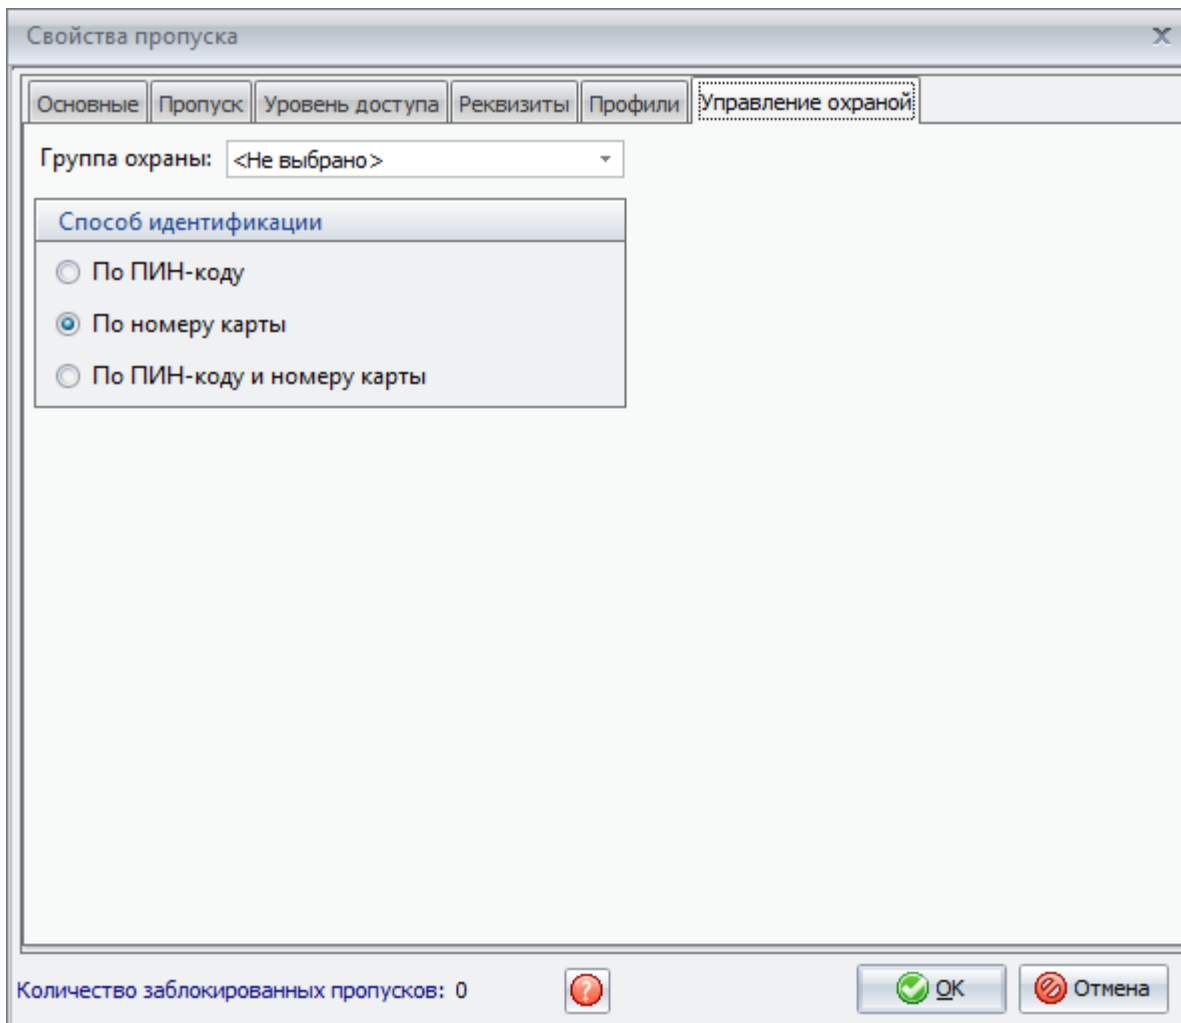 Свойства пропуска
Основные Пропуск Уровень доступа Реквизиты Профили Управление охраной
Группа охраны: <Не выбрано>
Способ идентификации
По ПИН-коду
По номеру карты
По ПИН-коду и номеру карты
Количество заблокированных пропусков: 0 ? OK Отмена